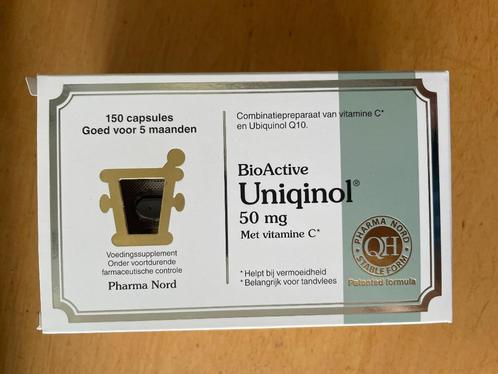 150 capsules
Goed voor 5 maanden
Voedingssupplement
Onder voortdurende
farmaceutische controle
Pharma Nord
Combinatiepreparaat van vitamine C*
en Ubiquinol Q10.
BioActive
Uniqinol®
50 mg
Met vitamine C*
*Helpt bij vermoeidheid
*Belangrijk voor tandvlees
PHARMA NORD
QH
STABLE FORM
Patented formula